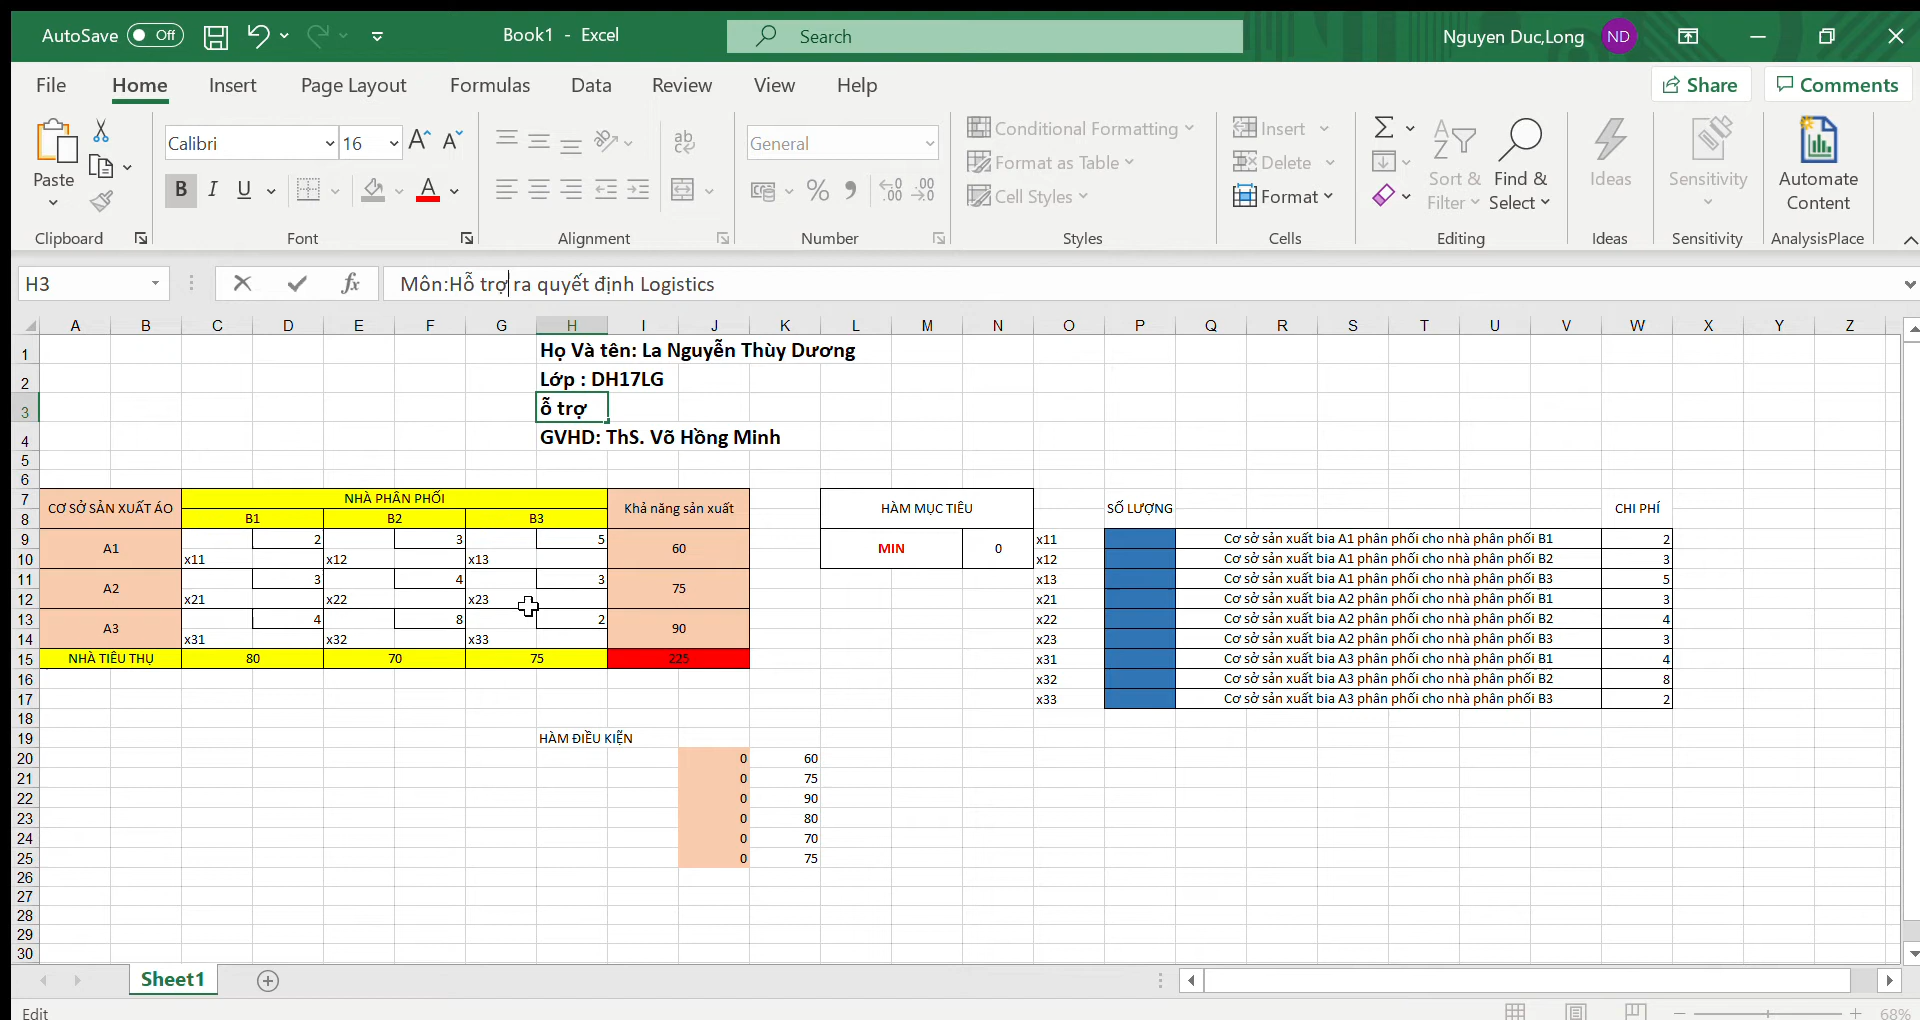 AutoSave Off Book1 - Excel Search Nguyen Duc,Long ND
File Home Insert Page Layout Formulas Data Review View Help Share Comments
Calibri 16 A A General Conditional Formatting Insert
Paste Format as Table Delete Sort & Filter Find & Select Ideas Sensitivity Automate Content
B I U A % Cell Styles Format
Clipboard Font Alignment Number Styles Cells Editing Ideas Sensitivity AnalysisPlace
H3 fx Môn:Hỗ trợ ra quyết định Logistics
A B C D E F G H I J K L M N O P Q R S T U V W X Y Z
1 Họ Và tên: La Nguyễn Thùy Dương
2 Lớp : DH17LG
3 ỗ trợ
4 GVHD: ThS. Võ Hồng Minh
5
6
7 CƠ SỞ SẢN XUẤT ÁO NHÀ PHÂN PHỐI Khả năng sản xuất HÀM MỤC TIÊU SỐ LƯỢNG CHI PHÍ
8 B1 B2 B3
9 A1 2 3 5 60 MIN 0 x11 Cơ sở sản xuất bia A1 phân phối cho nhà phân phối B1 2
10 x11 x12 x13 x12 Cơ sở sản xuất bia A1 phân phối cho nhà phân phối B2 3
11 A2 3 4 3 75 x13 Cơ sở sản xuất bia A1 phân phối cho nhà phân phối B3 5
12 x21 x22 x23 x21 Cơ sở sản xuất bia A2 phân phối cho nhà phân phối B1 3
13 A3 4 8 2 90 x22 Cơ sở sản xuất bia A2 phân phối cho nhà phân phối B2 4
14 x31 x32 x33 x23 Cơ sở sản xuất bia A2 phân phối cho nhà phân phối B3 3
15 NHÀ TIÊU THỤ 80 70 75 225 x31 Cơ sở sản xuất bia A3 phân phối cho nhà phân phối B1 4
16 x32 Cơ sở sản xuất bia A3 phân phối cho nhà phân phối B2 8
17 x33 Cơ sở sản xuất bia A3 phân phối cho nhà phân phối B3 2
18
19 HÀM ĐIỀU KIỆN
20 0 60
21 0 75
22 0 90
23 0 80
24 0 70
25 0 75
26
27
28
29
30
Sheet1
Edit 68%